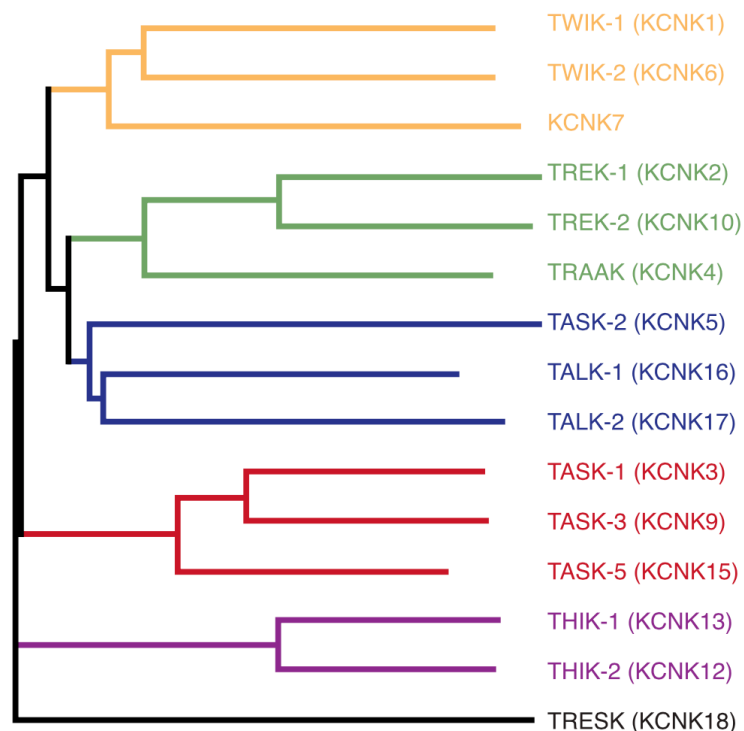 TWIK-1 (KCNK1)
TWIK-2 (KCNK6)
KCNK7
TREK-1 (KCNK2)
TREK-2 (KCNK10)
TRAAK (KCNK4)
TASK-2 (KCNK5)
TALK-1 (KCNK16)
TALK-2 (KCNK17)
TASK-1 (KCNK3)
TASK-3 (KCNK9)
TASK-5 (KCNK15)
THIK-1 (KCNK13)
THIK-2 (KCNK12)
TRESK (KCNK18)